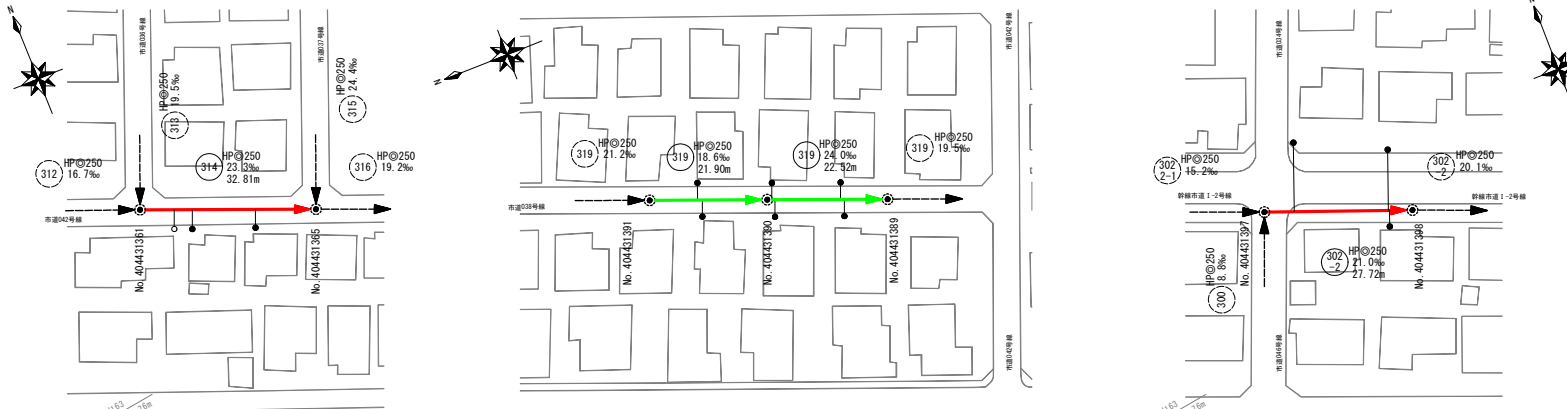 N
市道036号線
市道037号線
HP◎250
19.5‰
313
HP◎250
24.4‰
315
312
HP◎250
16.7‰
314
HP◎250
23.3‰
32.81m
316
HP◎250
19.2‰
市道042号線
No.404431361
No.404431365
N
市道042号線
319
HP◎250
21.2‰
319
HP◎250
18.6‰
21.90m
319
HP◎250
24.0‰
22.52m
319
HP◎250
19.5‰
市道038号線
No.404431391
No.404431390
No.404431389
市道042号線
N
市道034号線
302
2-1
HP◎250
15.2‰
302
-2
HP◎250
20.1‰
幹線市道Ⅰ-2号線
幹線市道Ⅰ-2号線
HP◎250
8.8‰
300
No.404431397
302
-2
HP◎250
21.0‰
27.72m
No.404431398
市道046号線